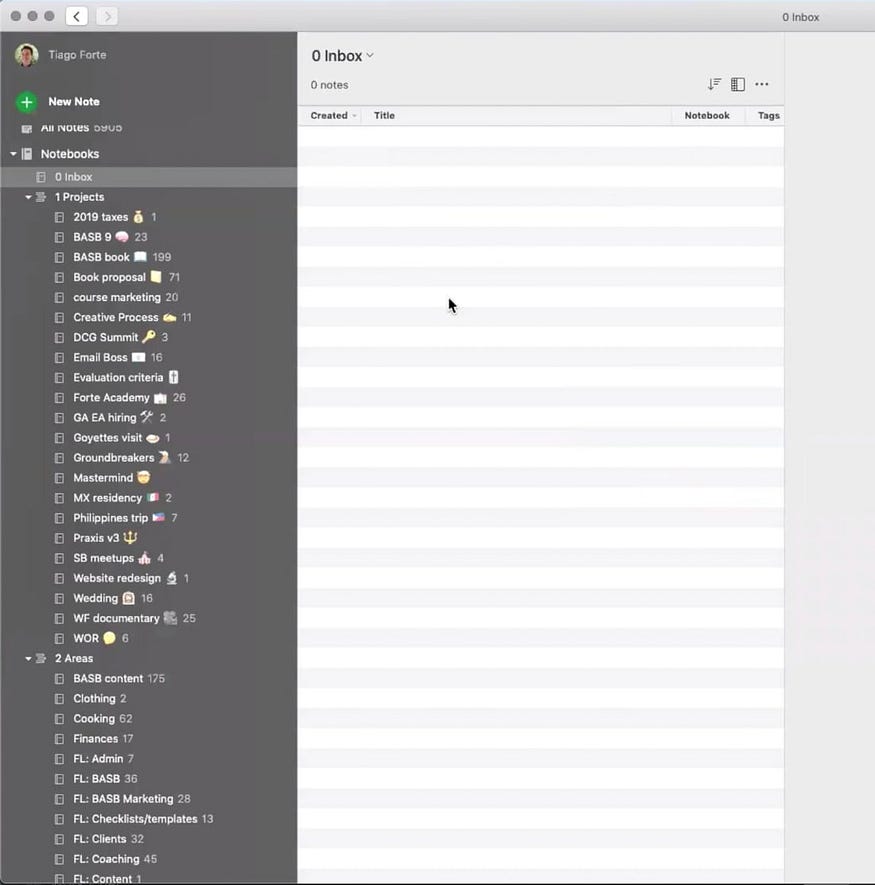 0 Inbox
Tiago Forte
New Note
All Notes 5905
Notebooks
0 Inbox
1 Projects
2019 taxes 💰 1
BASB 9 🧠 23
BASB book 📖 199
Book proposal 📒 71
course marketing 20
Creative Process ✍️ 11
DCG Summit 🔑 3
Email Boss 📧 16
Evaluation criteria
Forte Academy 🏫 26
GA EA hiring 🛠 2
Goyettes visit 1
Groundbreakers 12
Mastermind
MX residency 🇲🇽 2
Philippines trip 🇵🇭 7
Praxis v3 🔱
SB meetups 4
Website redesign 🔬 1
Wedding 16
WF documentary 25
WOR 6
2 Areas
BASB content 175
Clothing 2
Cooking 62
Finances 17
FL: Admin 7
FL: BASB 36
FL: BASB Marketing 28
FL: Checklists/templates 13
FL: Clients 32
FL: Coaching 45
FL: Content 1
0 Inbox
0 notes
Created Title Notebook Tags